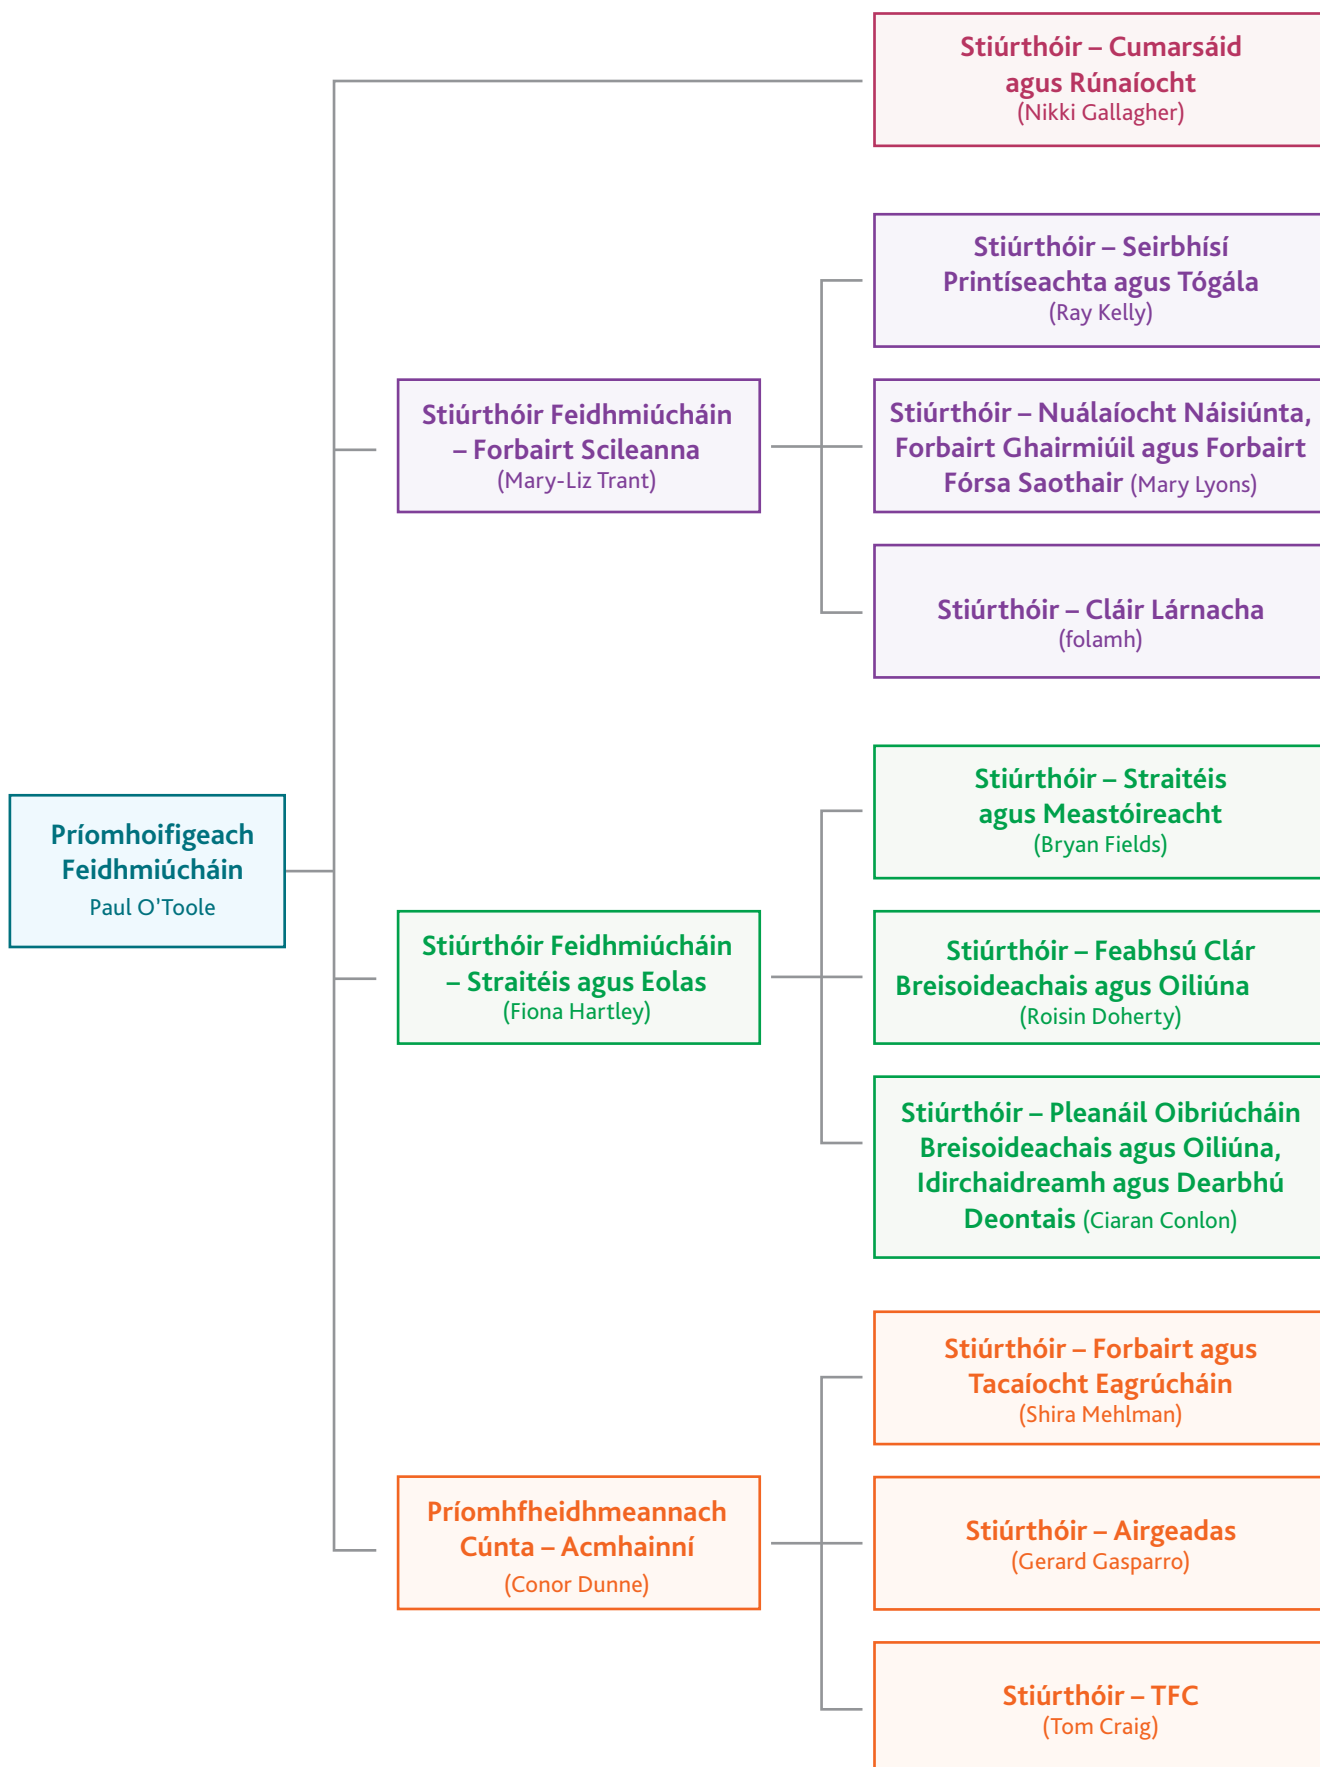 Stiúrthóir – Cumarsáid
agus Rúnaíocht
(Nikki Gallagher)
Stiúrthóir – Seirbhísí
Printíseachta agus Tógála
(Ray Kelly)
Stiúrthóir Feidhmiúcháin
– Forbairt Scileanna
(Mary-Liz Trant)
Stiúrthóir – Nuálaíocht Náisiúnta,
Forbairt Ghairmiúil agus Forbairt
Fórsa Saothair (Mary Lyons)
Stiúrthóir – Cláir Lárnacha
(folamh)
Príomhoifigeach
Feidhmiúcháin
Paul O'Toole
Stiúrthóir – Straitéis
agus Meastóireacht
(Bryan Fields)
Stiúrthóir Feidhmiúcháin
– Straitéis agus Eolas
(Fiona Hartley)
Stiúrthóir – Feabhsú Clár
Breisoideachais agus Oiliúna
(Roisin Doherty)
Stiúrthóir – Pleanáil Oibriúcháin
Breisoideachais agus Oiliúna,
Idirchaidreamh agus Dearbhú
Deontais (Ciaran Conlon)
Stiúrthóir – Forbairt agus
Tacaíocht Eagrúcháin
(Shira Mehlman)
Príomhfheidhmeannach
Cúnta – Acmhainní
(Conor Dunne)
Stiúrthóir – Airgeadas
(Gerard Gasparro)
Stiúrthóir – TFC
(Tom Craig)